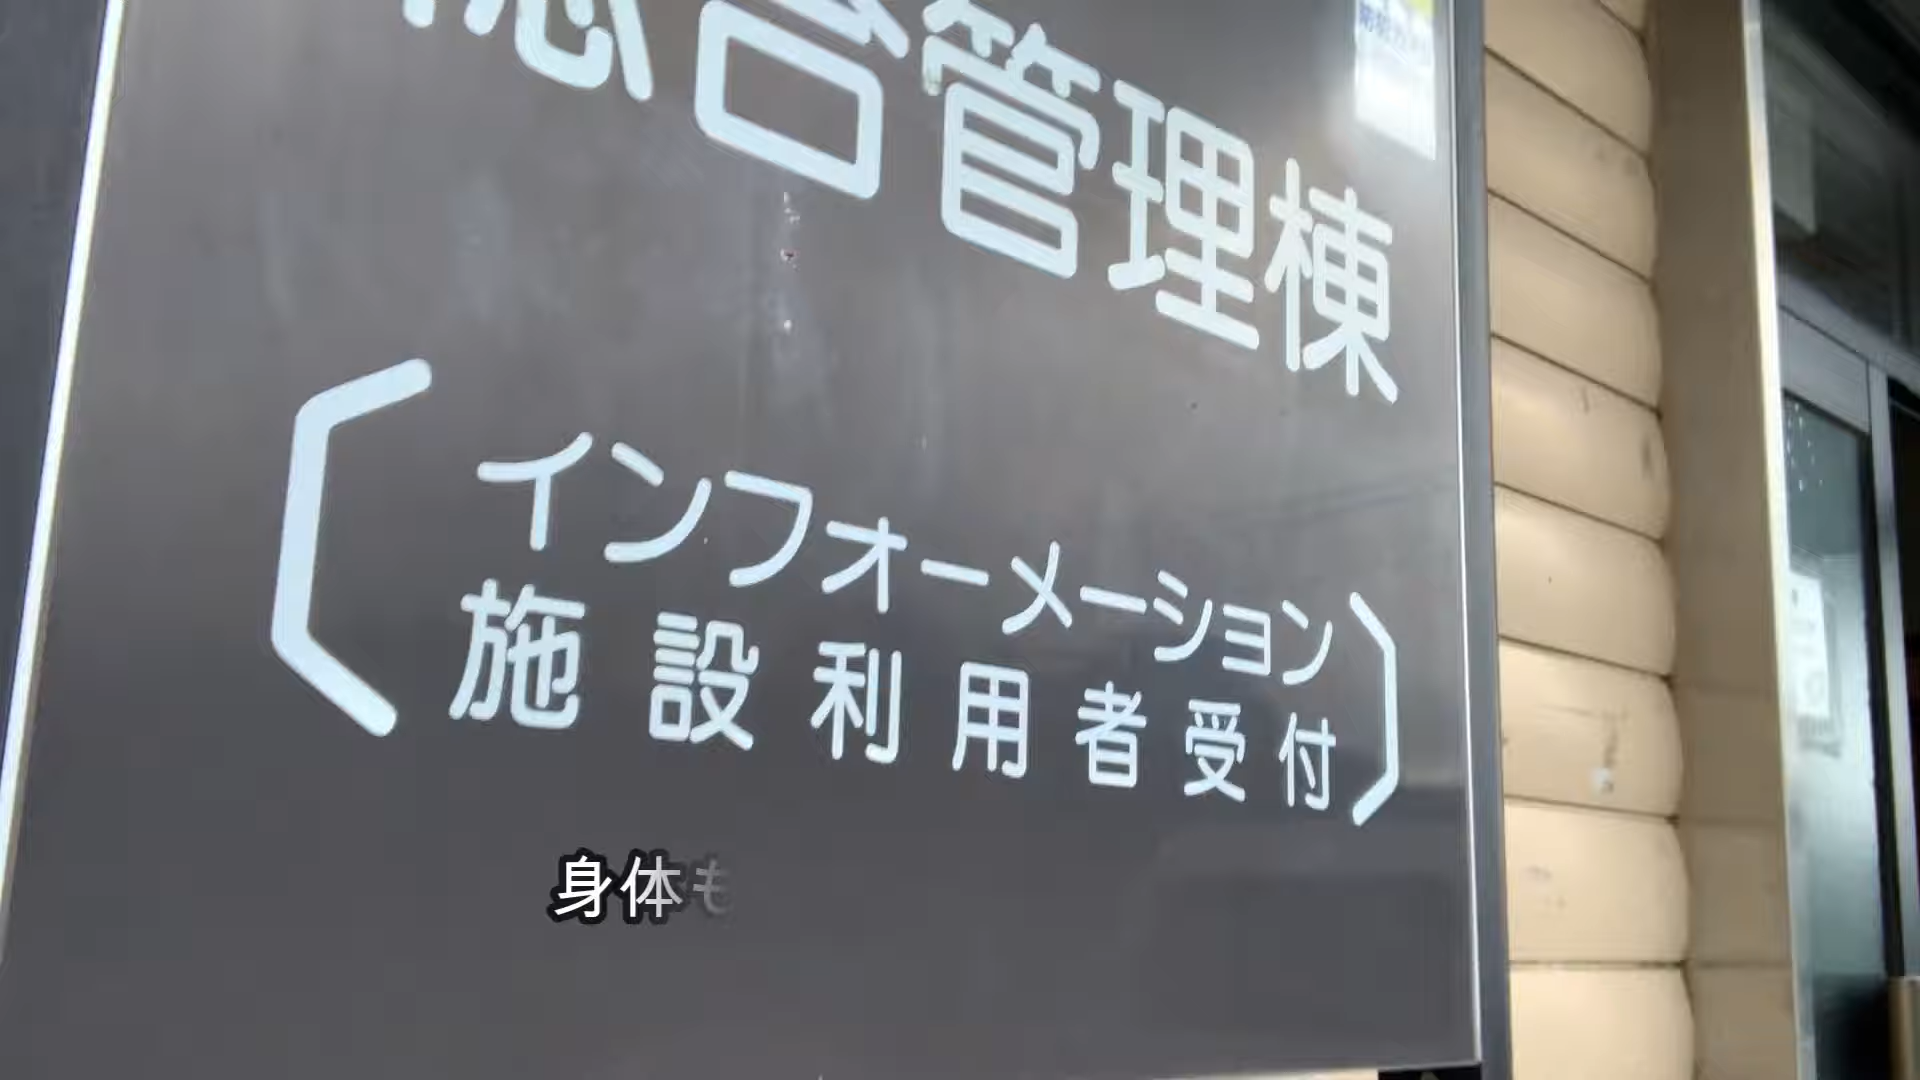 総合管理棟
インフォーメーション
施設利用者受付
身体も